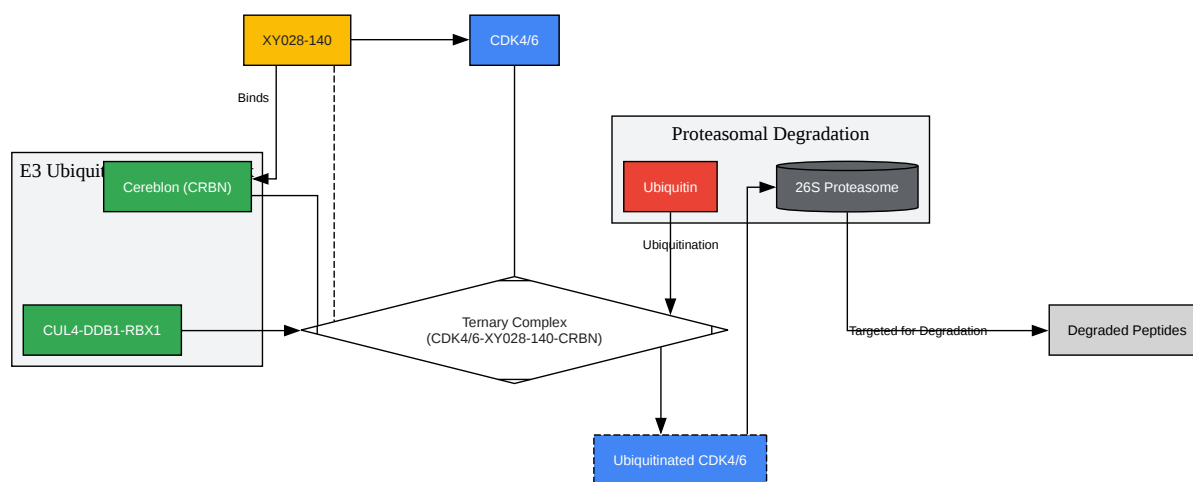 XY028-140
CDK4/6
Binds
Proteasomal Degradation
E3 Ubiqui
Cereblon (CRBN)
Ubiquitin
26S Proteasome
Ubiquitination
CUL4-DDB1-RBX1
Ternary Complex
(CDK4/6-XY028-140-CRBN)
Targeted for Degradation
Degraded Peptides
Ubiquitinated CDK4/6